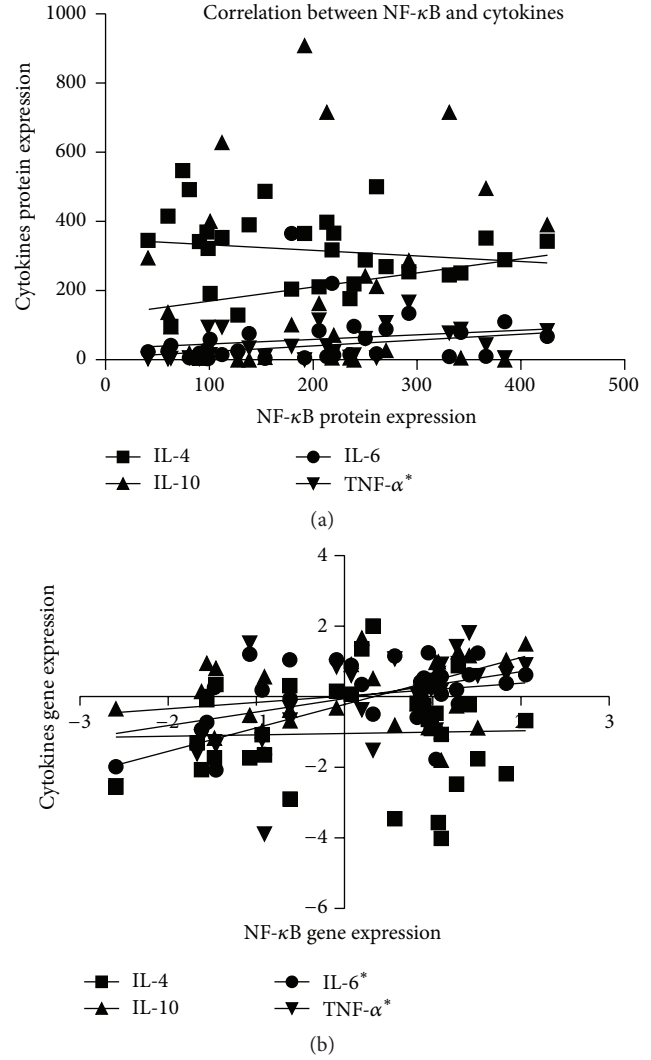 Correlation between NF-κB and cytokines
1000
800
600
400
200
0
Cytokines protein expression
0 100 200 300 400 500
NF-κB protein expression
IL-4 IL-6
IL-10 TNF-α*
(a)
4
2
0
−2
−4
−6
Cytokines gene expression
−3 −2 −1 1 2 3
NF-κB gene expression
IL-4 IL-6*
IL-10 TNF-α*
(b)